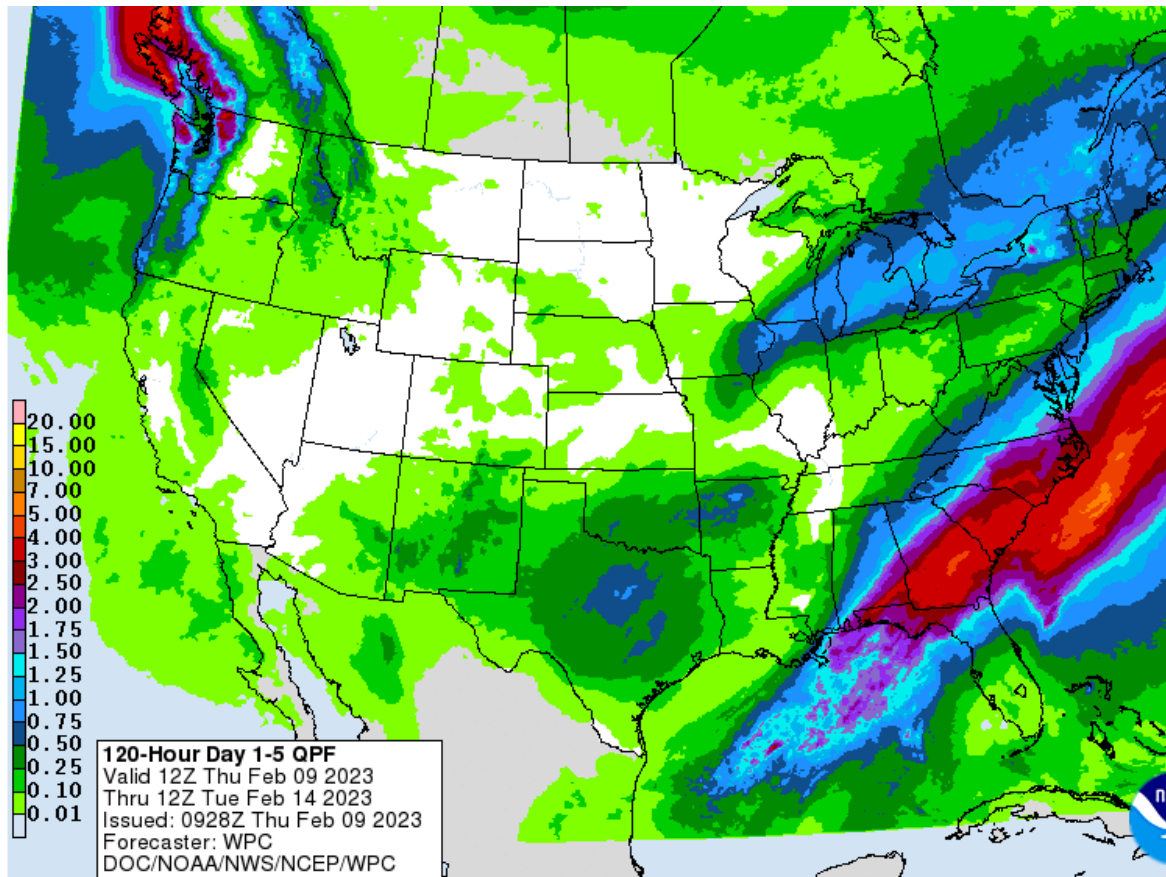 20.00
15.00
10.00
7.00
5.00
4.00
3.00
2.50
2.00
1.75
1.50
1.25
1.00
0.75
0.50
0.25
0.10
0.01
120-Hour Day 1-5 QPF
Valid 12Z Thu Feb 09 2023
Thru 12Z Tue Feb 14 2023
Issued: 0928Z Thu Feb 09 2023
Forecaster: WPC
DOC/NOAA/NWS/NCEP/WPC
n